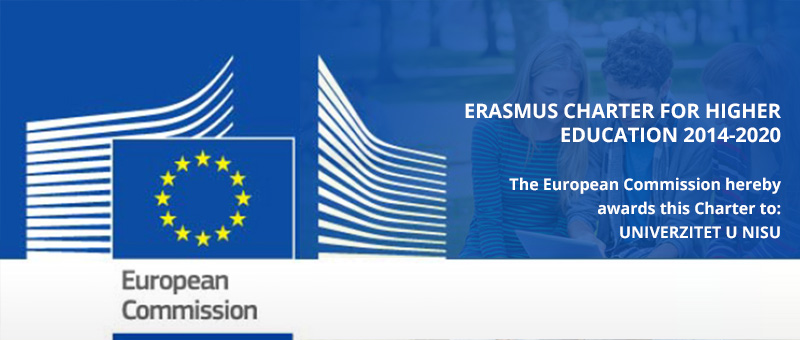 ERASMUS CHARTER FOR HIGHER
EDUCATION 2014-2020
The European Commission hereby
awards this Charter to:
UNIVERZITET U NISU
European
Commission